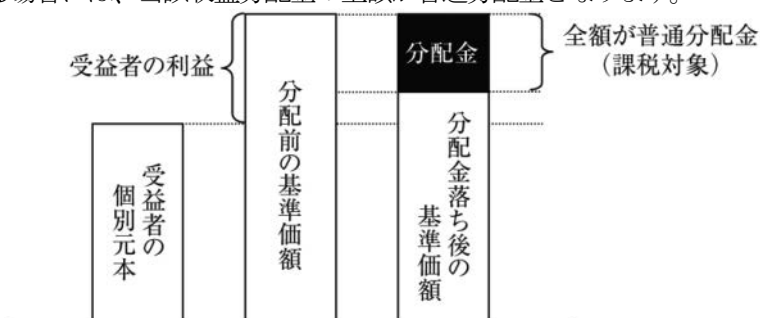 受益者の利益
分配金
全額が普通分配金
（課税対象）
分配前の基準価額
受益者の
個別元本
分配金落ち後の
基準価額